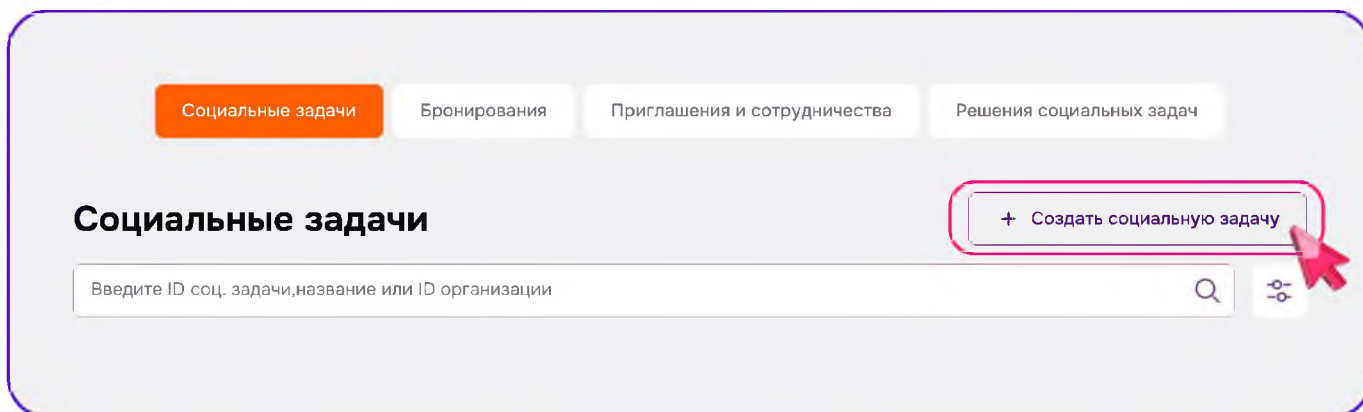 Социальные задачи Бронирования Приглашения и сотрудничества Решения социальных задач
Социальные задачи
+ Создать социальную задачу
Введите ID соц. задачи,название или ID организации